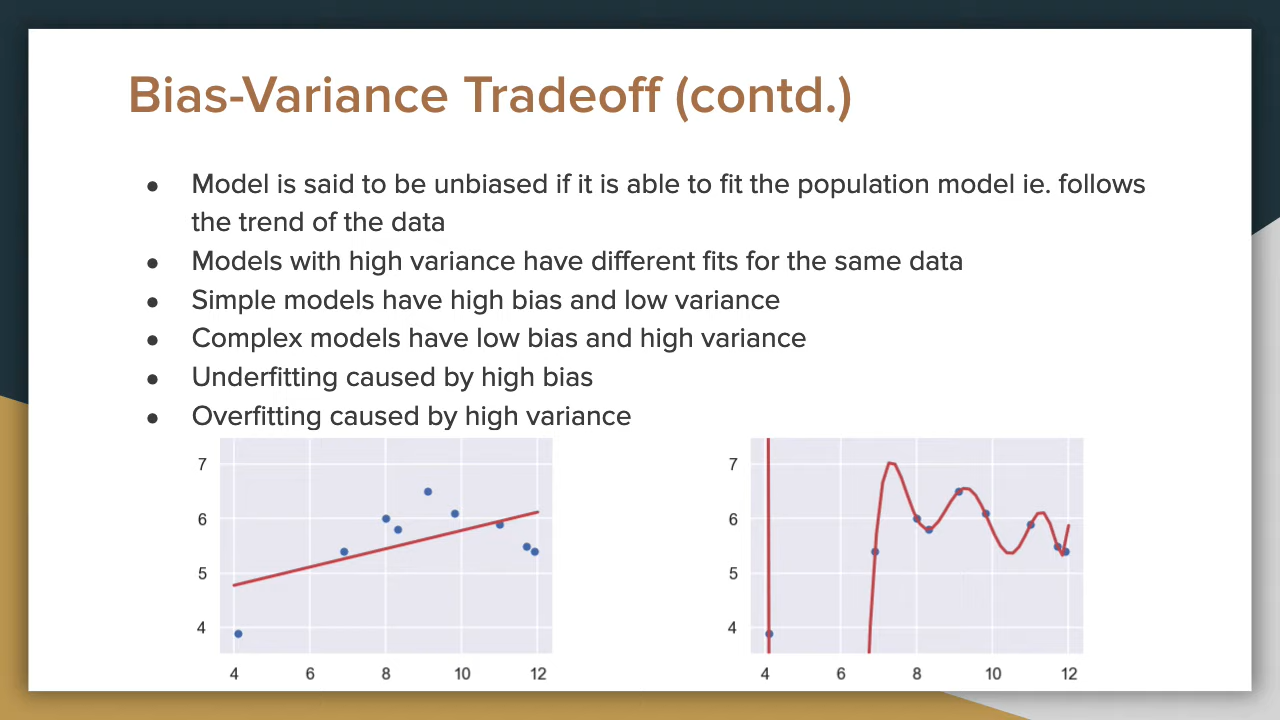 Bias-Variance Tradeoff (contd.)
● Model is said to be unbiased if it is able to fit the population model ie. follows
the trend of the data
● Models with high variance have different fits for the same data
● Simple models have high bias and low variance
● Complex models have low bias and high variance
● Underfitting caused by high bias
● Overfitting caused by high variance
7
6
5
4
4 6 8 10 12
7
6
5
4
4 6 8 10 12